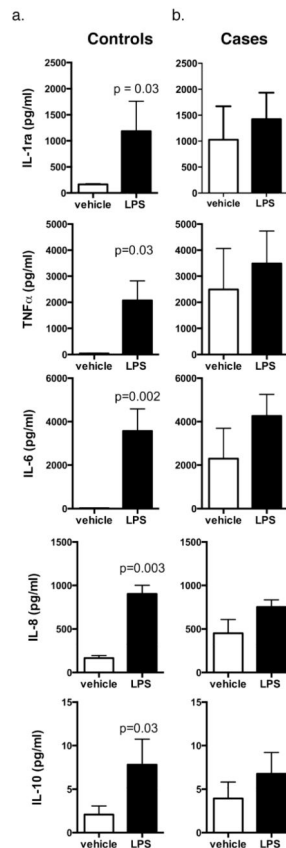 a.
b.
Controls
Cases
IL-1ra (pg/ml)
2500
2000
1500
1000
500
0
p = 0.03
vehicle LPS
2500
2000
1500
1000
500
0
vehicle LPS
TNFα (pg/ml)
5000
4000
3000
2000
1000
0
p=0.03
vehicle LPS
5000
4000
3000
2000
1000
0
vehicle LPS
IL-6 (pg/ml)
6000
4000
2000
0
p=0.002
vehicle LPS
6000
4000
2000
0
vehicle LPS
IL-8 (pg/ml)
1500
1000
500
0
p=0.003
vehicle LPS
1500
1000
500
0
vehicle LPS
IL-10 (pg/ml)
15
10
5
0
p=0.03
vehicle LPS
15
10
5
0
vehicle LPS